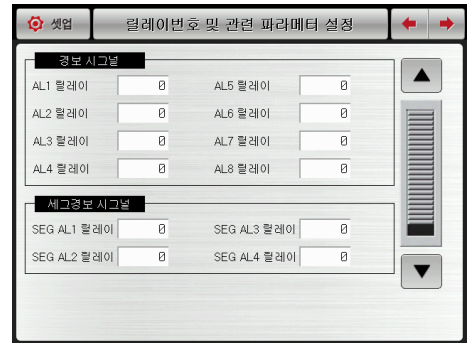 셋업 릴레이번호 및 관련 파라메터 설정
경보 시그널
AL1 릴레이 0 AL5 릴레이 0
AL2 릴레이 0 AL6 릴레이 0
AL3 릴레이 0 AL7 릴레이 0
AL4 릴레이 0 AL8 릴레이 0
세그경보 시그널
SEG AL1 릴레이 0 SEG AL3 릴레이 0
SEG AL2 릴레이 0 SEG AL4 릴레이 0